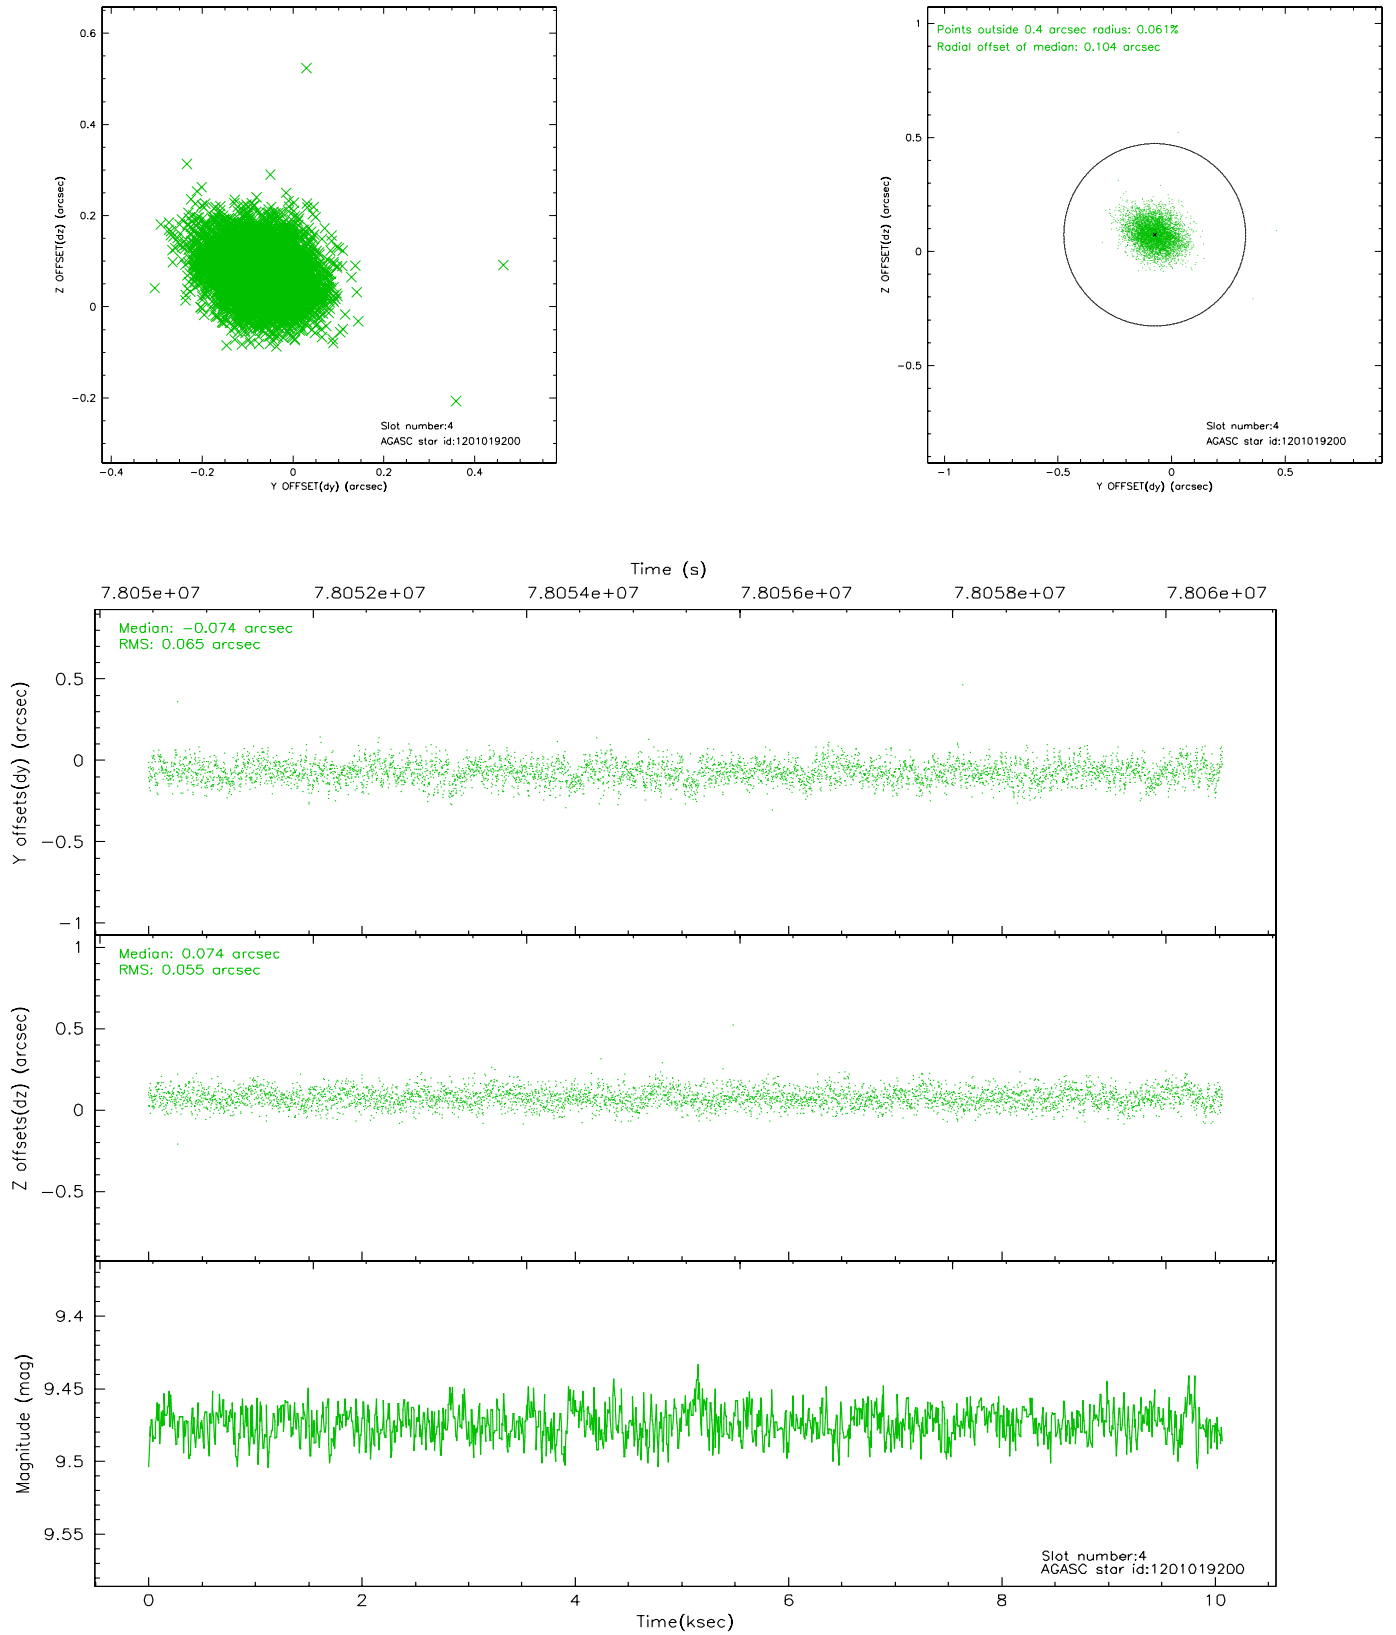 0.6
0.4
0.2
0
−0.2
Z OFFSET(dz) (arcsec)
Slot number:4
AGASC star id:1201019200
−0.4
−0.2
0
0.2
0.4
Y OFFSET(dy) (arcsec)
Points outside 0.4 arcsec radius: 0.061%
Radial offset of median: 0.104 arcsec
1
0.5
0
−0.5
Z OFFSET(dz) (arcsec)
Slot number:4
AGASC star id:1201019200
−1
−0.5
0
0.5
Y OFFSET(dy) (arcsec)
Time (s)
7.805e+07
7.8052e+07
7.8054e+07
7.8056e+07
7.8058e+07
7.806e+07
Median: −0.074 arcsec
RMS: 0.065 arcsec
0.5
0
−0.5
−1
Y offsets(dy) (arcsec)
Median: 0.074 arcsec
RMS: 0.055 arcsec
1
0.5
0
−0.5
Z offsets(dz) (arcsec)
9.4
9.45
9.5
9.55
Magnitude (mag)
Slot number:4
AGASC star id:1201019200
0
2
4
6
8
10
Time(ksec)